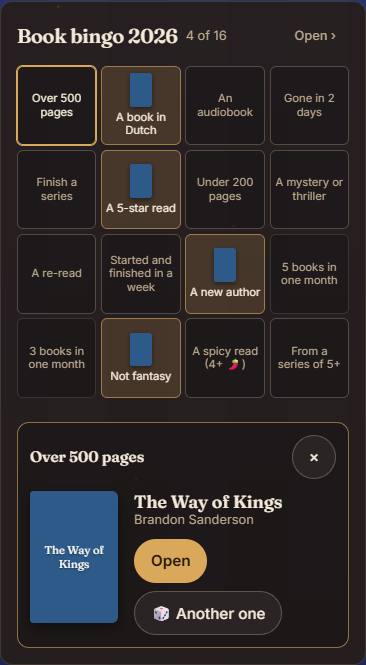 Book bingo 2026 4 of 16 Open ›
Over 500
pages
A book in
Dutch
An
audiobook
Gone in 2
days
Finish a
series
A 5-star read
Under 200
pages
A mystery or
thriller
A re-read
Started and
finished in a
week
A new author
5 books in
one month
3 books in
one month
Not fantasy
A spicy read
(4+ 🌶️)
From a
series of 5+
Over 500 pages ×
The Way of
Kings
The Way of Kings
Brandon Sanderson
Open
🎲 Another one